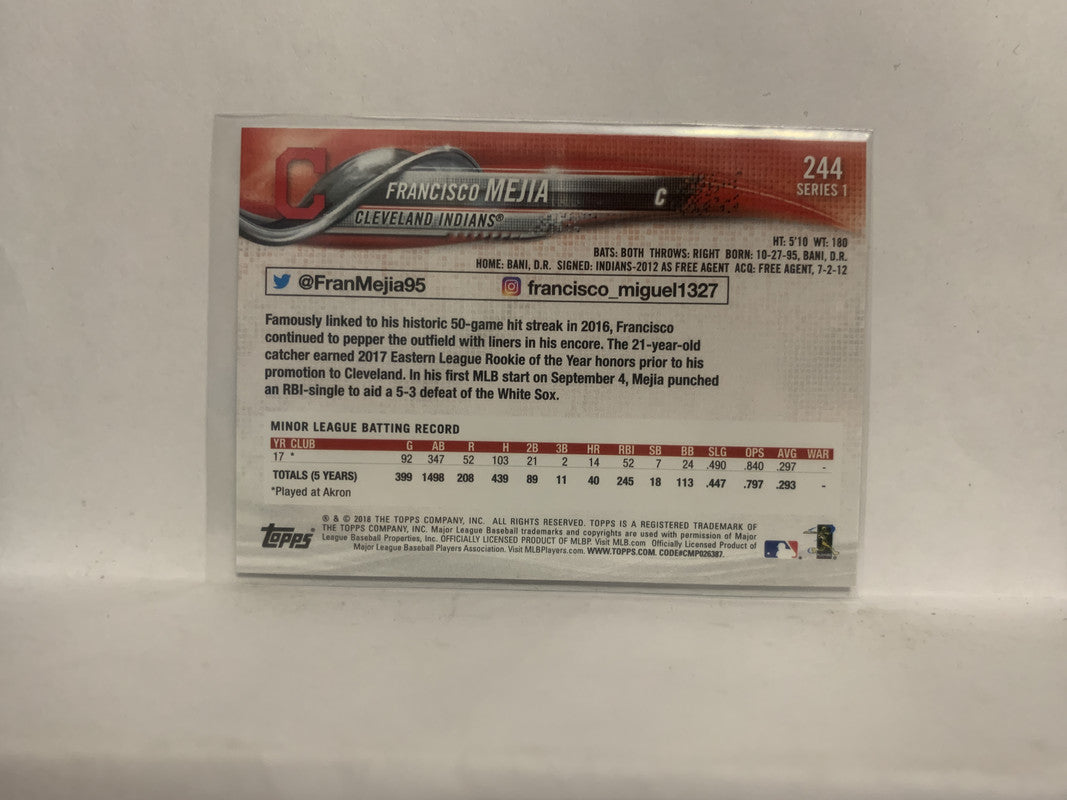 C
FRANCISCO MEJIA
C
244
SERIES 1
CLEVELAND INDIANS®
HT: 5'10 WT: 180
BATS: BOTH THROWS: RIGHT BORN: 10-27-95, BANI, D.R.
HOME: BANI, D.R. SIGNED: INDIANS-2012 AS FREE AGENT ACQ: FREE AGENT, 7-2-12
@FranMejia95 francisco_miguel1327
Famously linked to his historic 50-game hit streak in 2016, Francisco
continued to pepper the outfield with liners in his encore. The 21-year-old
catcher earned 2017 Eastern League Rookie of the Year honors prior to his
promotion to Cleveland. In his first MLB start on September 4, Mejia punched
an RBI-single to aid a 5-3 defeat of the White Sox.
MINOR LEAGUE BATTING RECORD
YR CLUB G AB R H 2B 3B HR RBI SB BB SLG OPS AVG WAR
17 * 92 347 52 103 21 2 14 52 7 24 .490 .840 .297 -
TOTALS (5 YEARS) 399 1498 208 439 89 11 40 245 18 113 .447 .797 .293 -
*Played at Akron
Topps
® & © 2018 THE TOPPS COMPANY, INC. ALL RIGHTS RESERVED. TOPPS IS A REGISTERED TRADEMARK OF
THE TOPPS COMPANY, INC. Major League Baseball trademarks and copyrights are used with permission of Major
League Baseball Properties, Inc. OFFICIALLY LICENSED PRODUCT OF MLBP. Visit MLB.com Officially Licensed Product of
Major League Baseball Players Association. Visit MLBPlayers.com. WWW.TOPPS.COM. CODE#CMP026387.